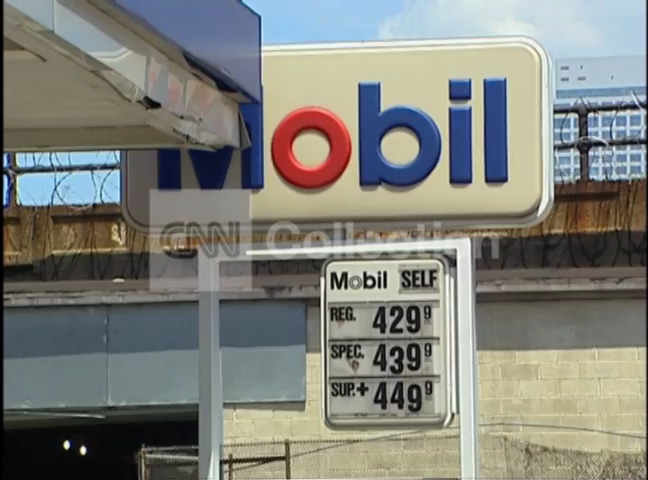 Mobil
CNN Collection
Mobil SELF
REG. 429 9
SPEC. 439 9
SUP.+ 449 9